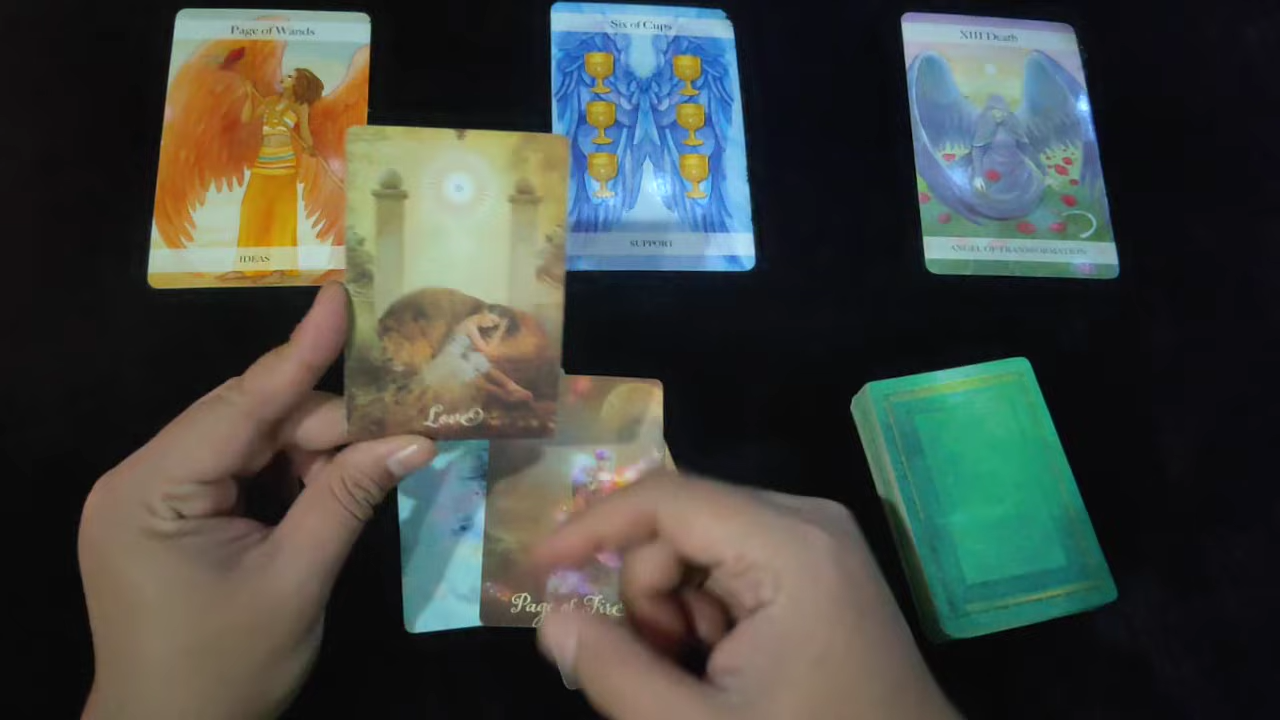 Page of Wands
Six of Cups
XIII Death
IDEAS
SUPPORT
ANGEL OF TRANSFORMATION
Love
Page of Fire